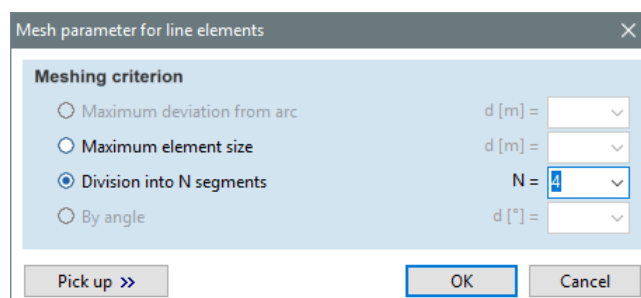 Mesh parameter for line elements
Meshing criterion
Maximum deviation from arc d [m] =
Maximum element size d [m] =
Division into N segments N = 4
By angle d [°] =
Pick up >> OK Cancel